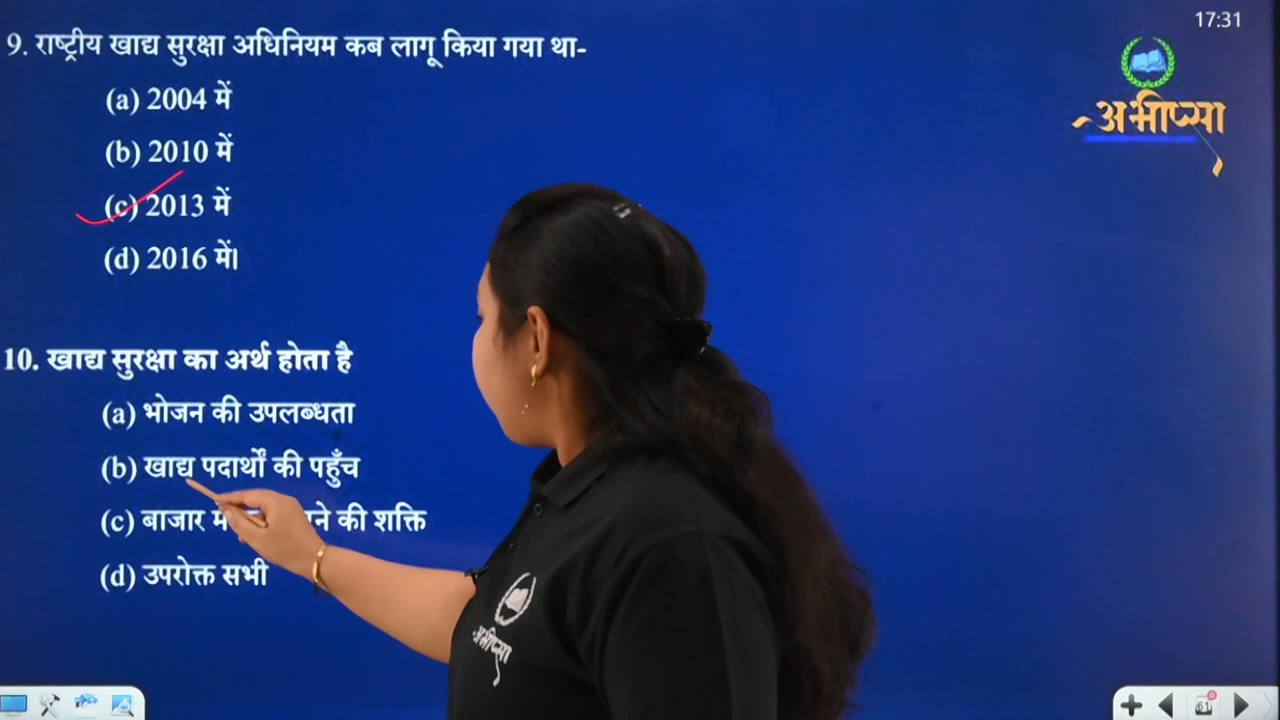 17:31
9. राष्ट्रीय खाद्य सुरक्षा अधिनियम कब लागू किया गया था-
(a) 2004 में
(b) 2010 में
(c) 2013 में
(d) 2016 में।
अभीप्सा
10. खाद्य सुरक्षा का अर्थ होता है
(a) भोजन की उपलब्धता
(b) खाद्य पदार्थों की पहुँच
(c) बाजार की शक्ति
(d) उपरोक्त सभी
अभीप्सा
61